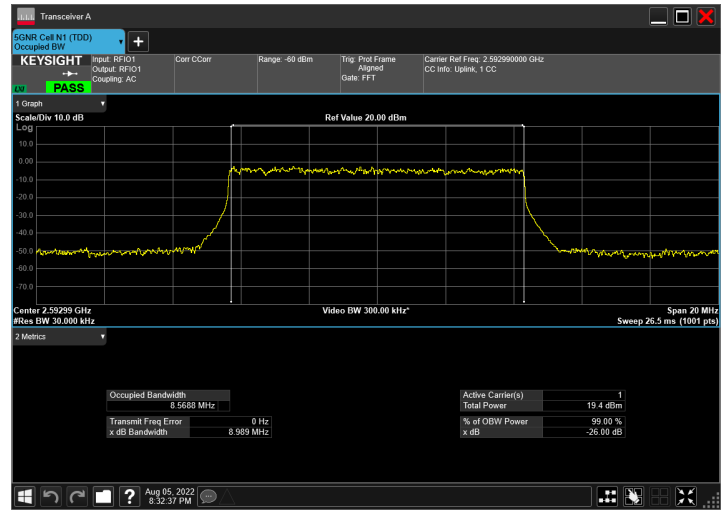 Transceiver A
5GNR Cell N1 (TDD)
Occupied BW
KEYSIGHT
Input: RFIO1
Output: RFIO1
Coupling: AC
Corr CCorr
Range: -60 dBm
Trig: Prot Frame
Aligned
Gate: FFT
Carrier Ref Freq: 2.592990000 GHz
CC Info: Uplink, 1 CC
LXI
PASS
1 Graph
Scale/Div 10.0 dB
Ref Value 20.00 dBm
Log
10.0
0.00
-10.0
-20.0
-30.0
-40.0
-50.0
-60.0
-70.0
Center 2.59299 GHz
Video BW 300.00 kHz*
Span 20 MHz
#Res BW 30.000 kHz
Sweep 26.5 ms (1001 pts)
2 Metrics
Occupied Bandwidth
8.5688 MHz
Transmit Freq Error 0 Hz
x dB Bandwidth 8.989 MHz
Active Carrier(s) 1
Total Power 19.4 dBm
% of OBW Power 99.00 %
x dB -26.00 dB
Aug 05, 2022
8:32:37 PM